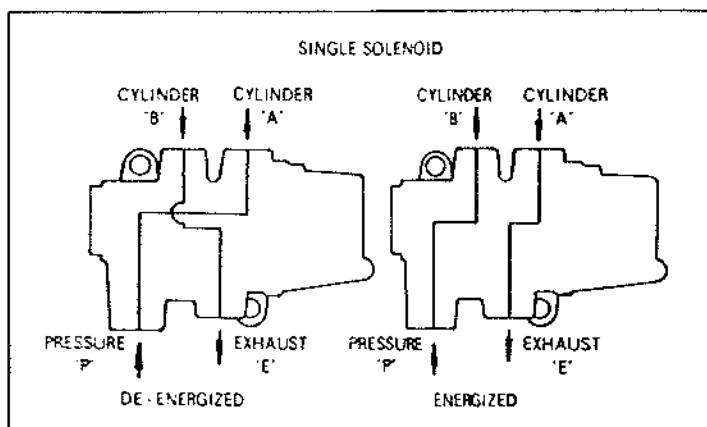 SINGLE SOLENOID
CYLINDER CYLINDER CYLINDER CYLINDER
'B' 'A' 'B' 'A'
PRESSURE EXHAUST PRESSURE EXHAUST
'P' 'E' 'P' 'E'
DE-ENERGIZED ENERGIZED